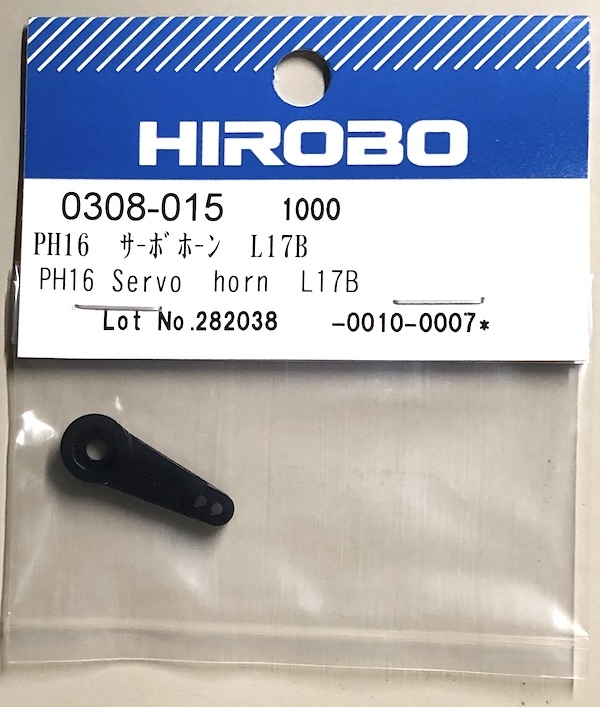 HIROBO
0308-015 1000
PH16 ｻｰﾎﾞﾎｰﾝ L17B
PH16 Servo horn L17B
Lot No.282038 -0010-0007*